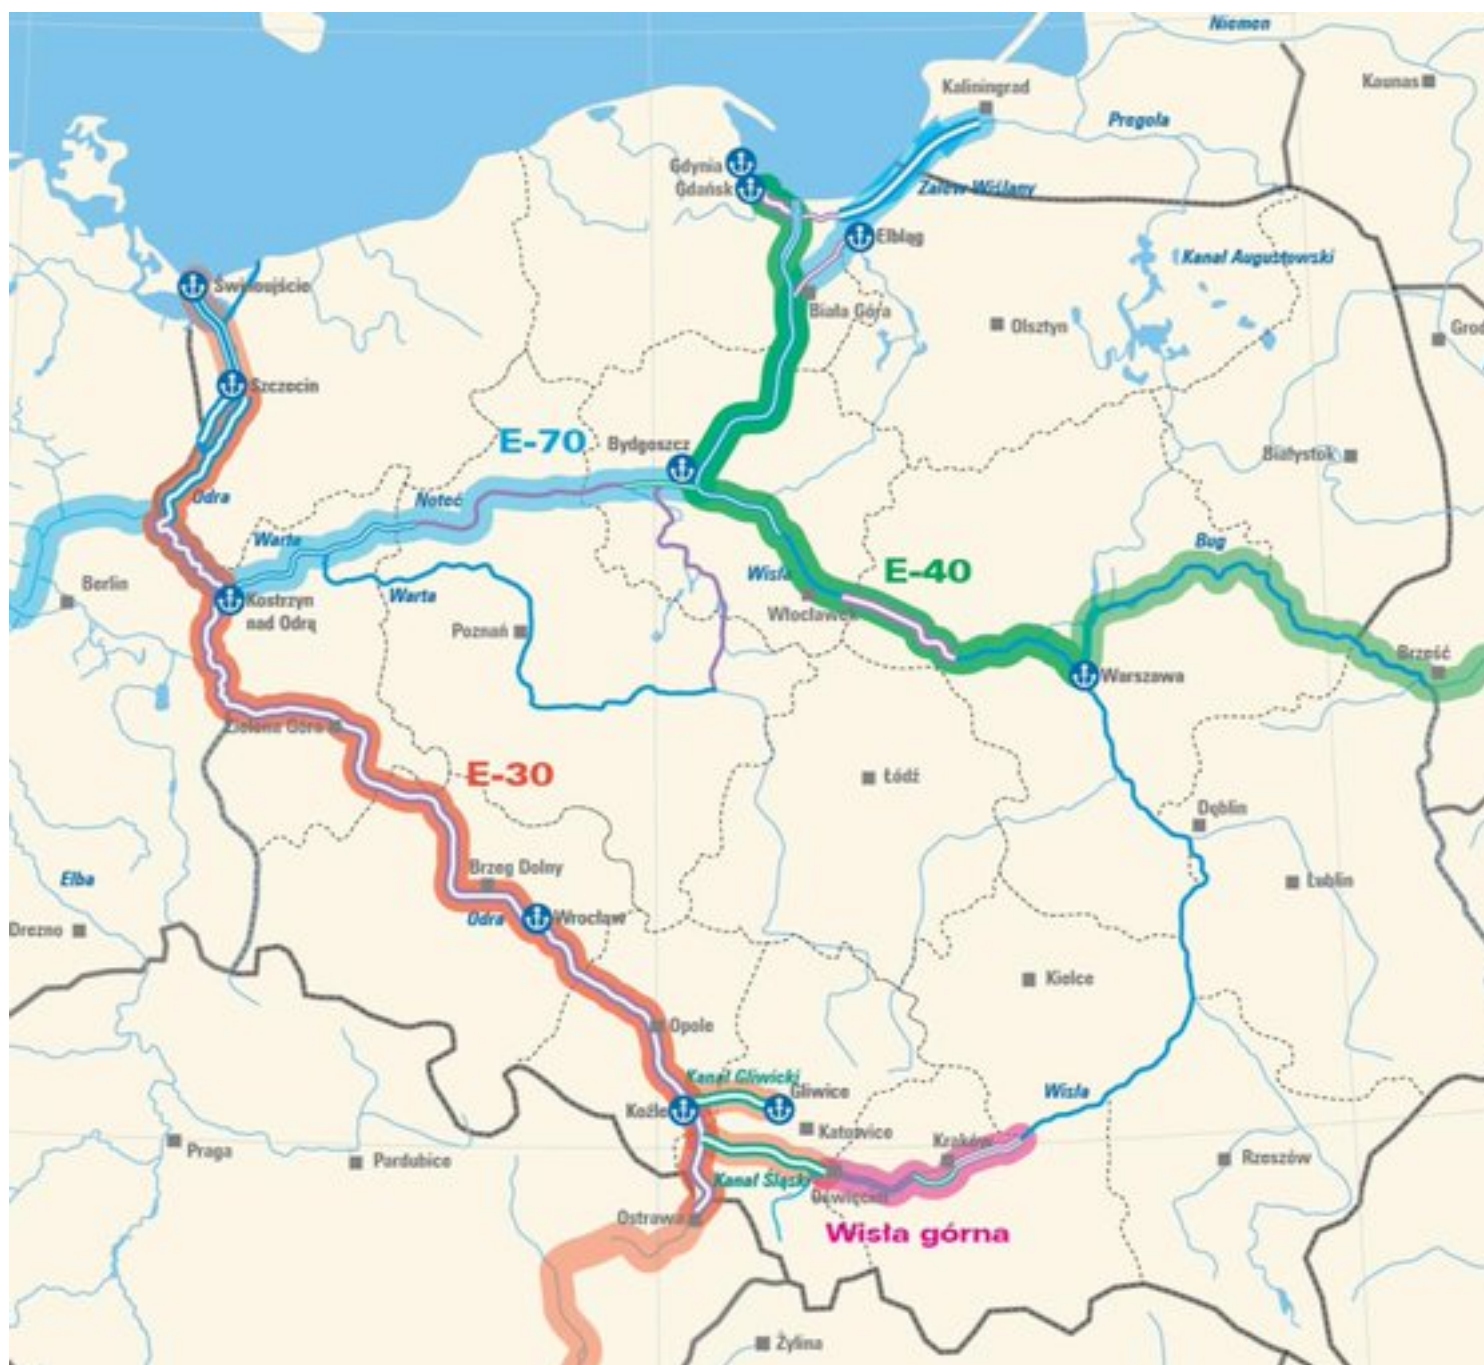 Niemen
Kaliningrad
Kaunas
Pregoła
Gdynia
Gdańsk
Zalew Wiślany
Elbląg
Kanał Augustowski
Świnoujście
Biała Góra
Olsztyn
Grod
Szczecin
E-70
Bydgoszcz
Białystok
Odra
Noteć
Warta
Bug
Wisła
E-40
Berlin
Warta
Kostrzyn
nad Odrą
Włocławek
Poznań
Brześć
Warszawa
Zielona Góra
E-30
Łódź
Dęblin
Brzeg Dolny
Elba
Lublin
Odra
Wrocław
Drezno
Kielce
Opole
Kanał Gliwicki
Gliwice
Wisła
Koźle
Katowice
Kraków
Praga
Pardubice
Rzeszów
Kanał Śląski
Oświęcim
Ostrawa
Wisła górna
Żylina